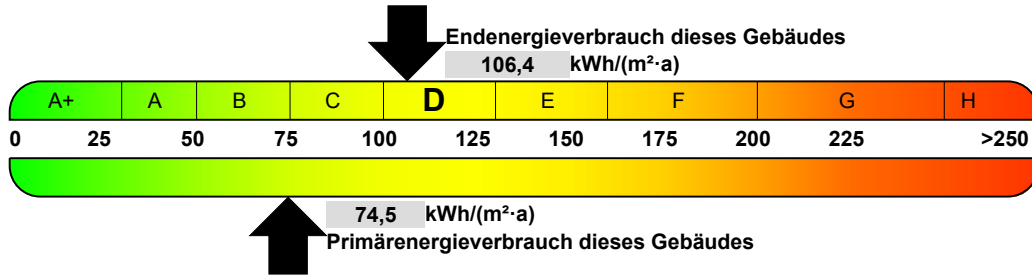 Endenergieverbrauch dieses Gebäudes
106,4 kWh/(m²·a)
A+ A B C D E F G H
0 25 50 75 100 125 150 175 200 225 >250
74,5 kWh/(m²·a)
Primärenergieverbrauch dieses Gebäudes